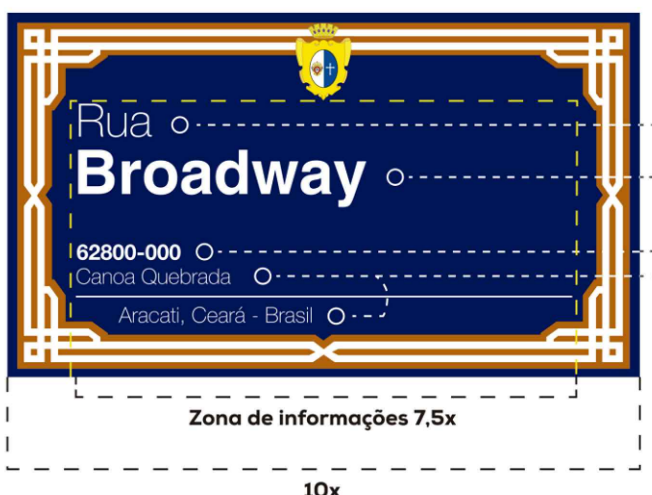 Rua
Broadway
62800-000
Canoa Quebrada
Aracati, Ceará - Brasil
Zona de informações 7,5x
10x